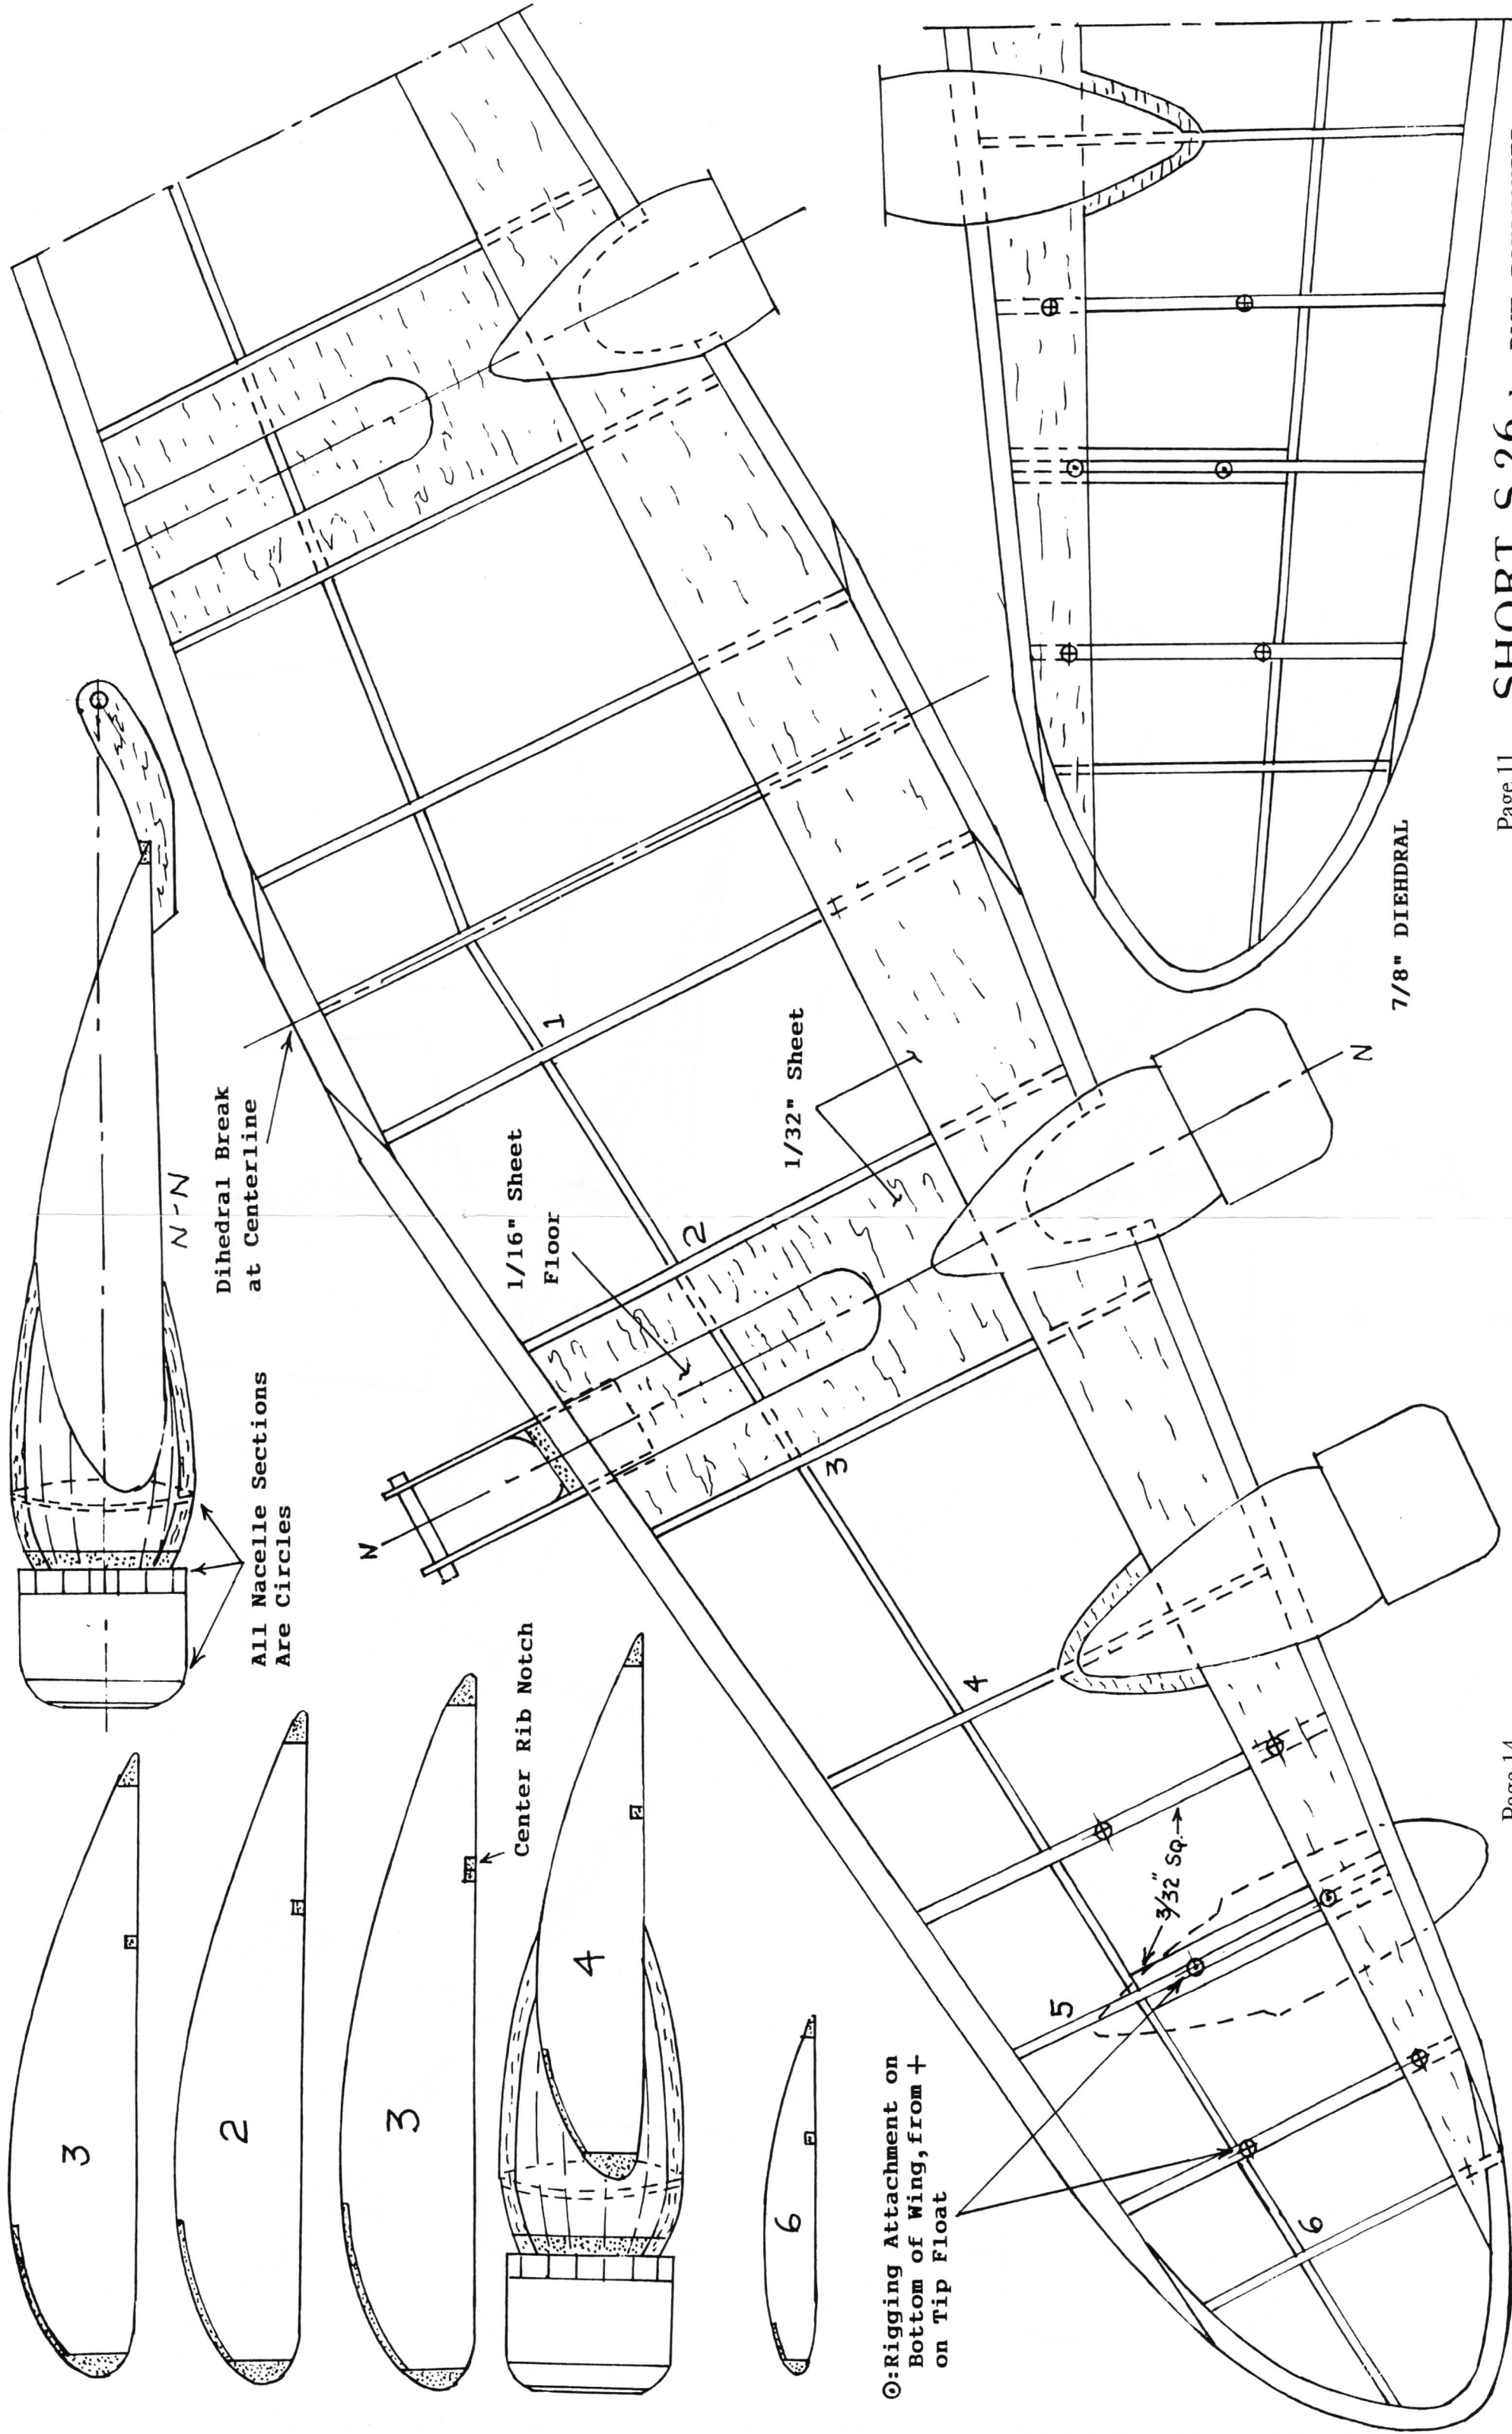 3
2
3
4
6
Center Rib Notch
All Nacelle Sections
Are Circles
N-N
Dihedral Break
at Centerline
1/16" Sheet
Floor
1/32" Sheet
N
N
1
2
3
4
5
6
3/32" SQ.
⊙:Rigging Attachment on
Bottom of Wing,from +
on Tip Float
7/8" DIEHDRAL
Page 11
SHORT S.26
Page 14